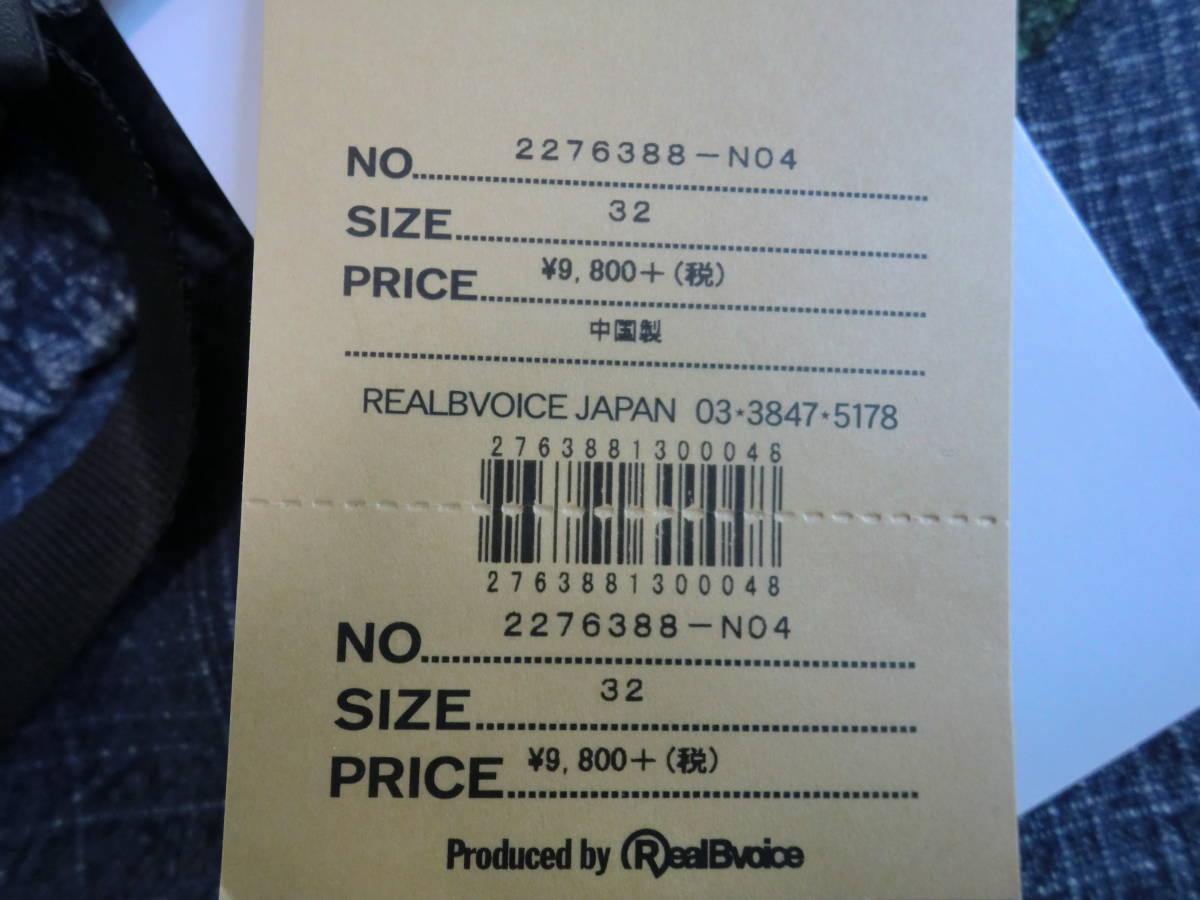 NO 2276388-N04
SIZE 32
PRICE ¥9,800+(税)
中国製
REALBVOICE JAPAN 03*3847*5178
2763881300046
2763881300048
NO 2276388-N04
SIZE 32
PRICE ¥9,800+(税)
Produced by RealBvoice